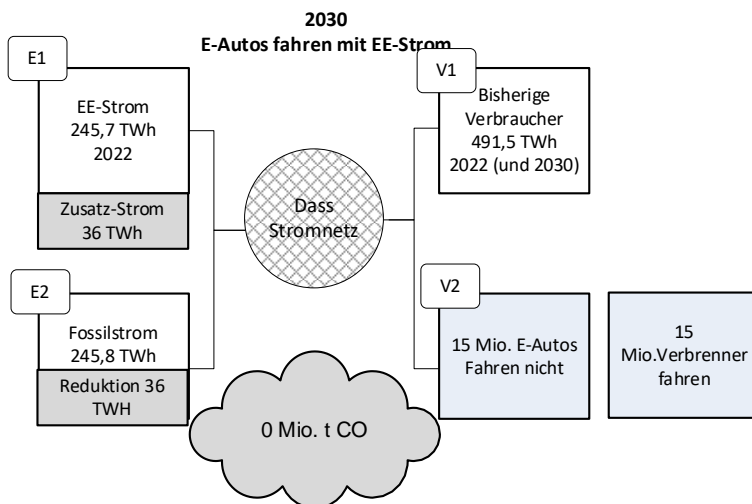 2030
E-Autos fahren mit EE-Strom
E1
EE-Strom
245,7 TWh
2022
Zusatz-Strom
36 TWh
E2
Fossilstrom
245,8 TWh
Reduktion 36
TWH
Dass
Stromnetz
0 Mio. t CO
V1
Bisherige
Verbraucher
491,5 TWh
2022 (und 2030)
V2
15 Mio. E-Autos
Fahren nicht
15
Mio.Verbrenner
fahren